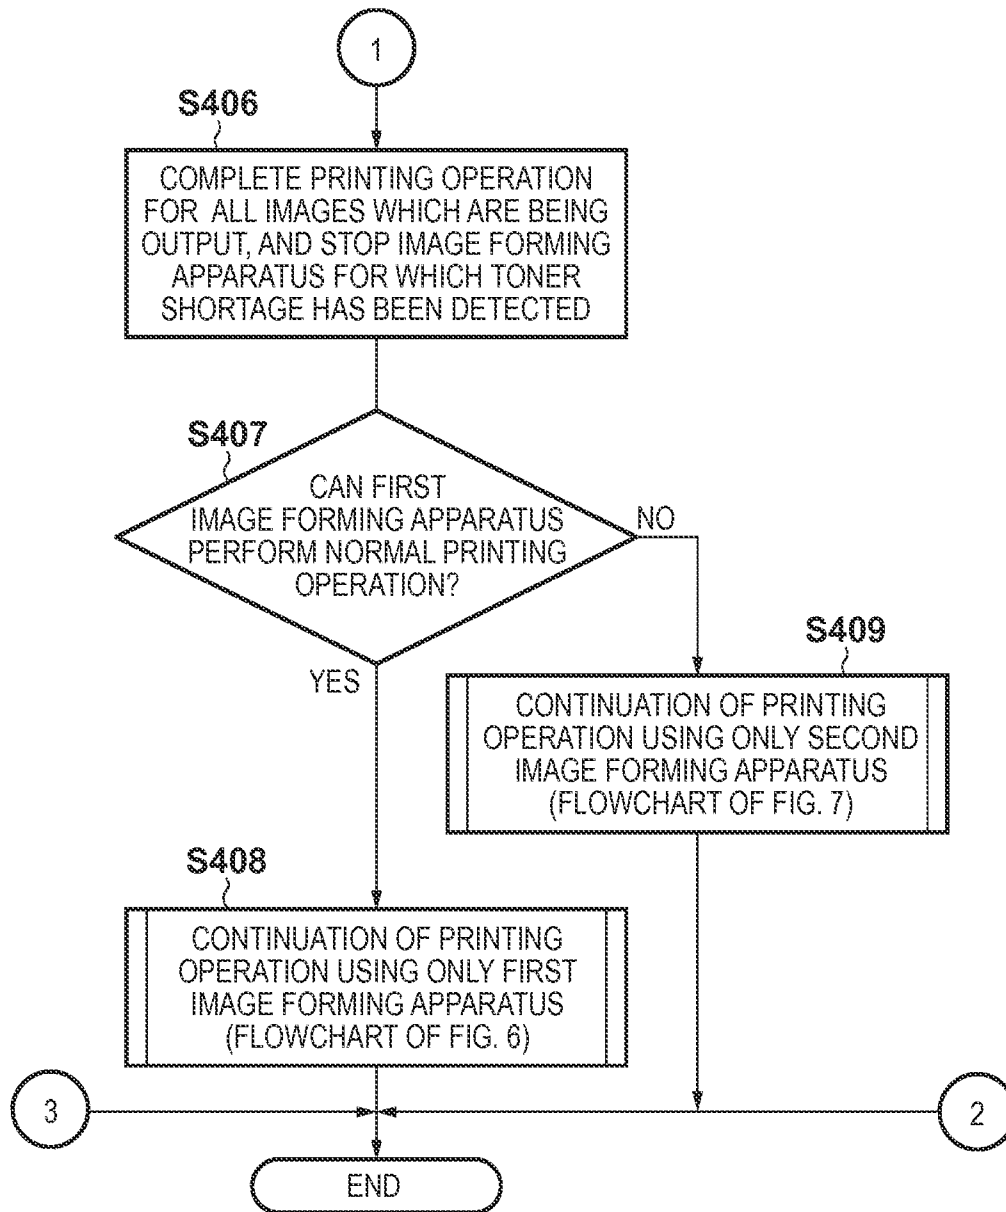 1
S406
COMPLETE PRINTING OPERATION
FOR ALL IMAGES WHICH ARE BEING
OUTPUT, AND STOP IMAGE FORMING
APPARATUS FOR WHICH TONER
SHORTAGE HAS BEEN DETECTED
S407
CAN FIRST
IMAGE FORMING APPARATUS
PERFORM NORMAL PRINTING
OPERATION?
NO
YES
S409
CONTINUATION OF PRINTING
OPERATION USING ONLY SECOND
IMAGE FORMING APPARATUS
(FLOWCHART OF FIG. 7)
S408
CONTINUATION OF PRINTING
OPERATION USING ONLY FIRST
IMAGE FORMING APPARATUS
(FLOWCHART OF FIG. 6)
3
2
END